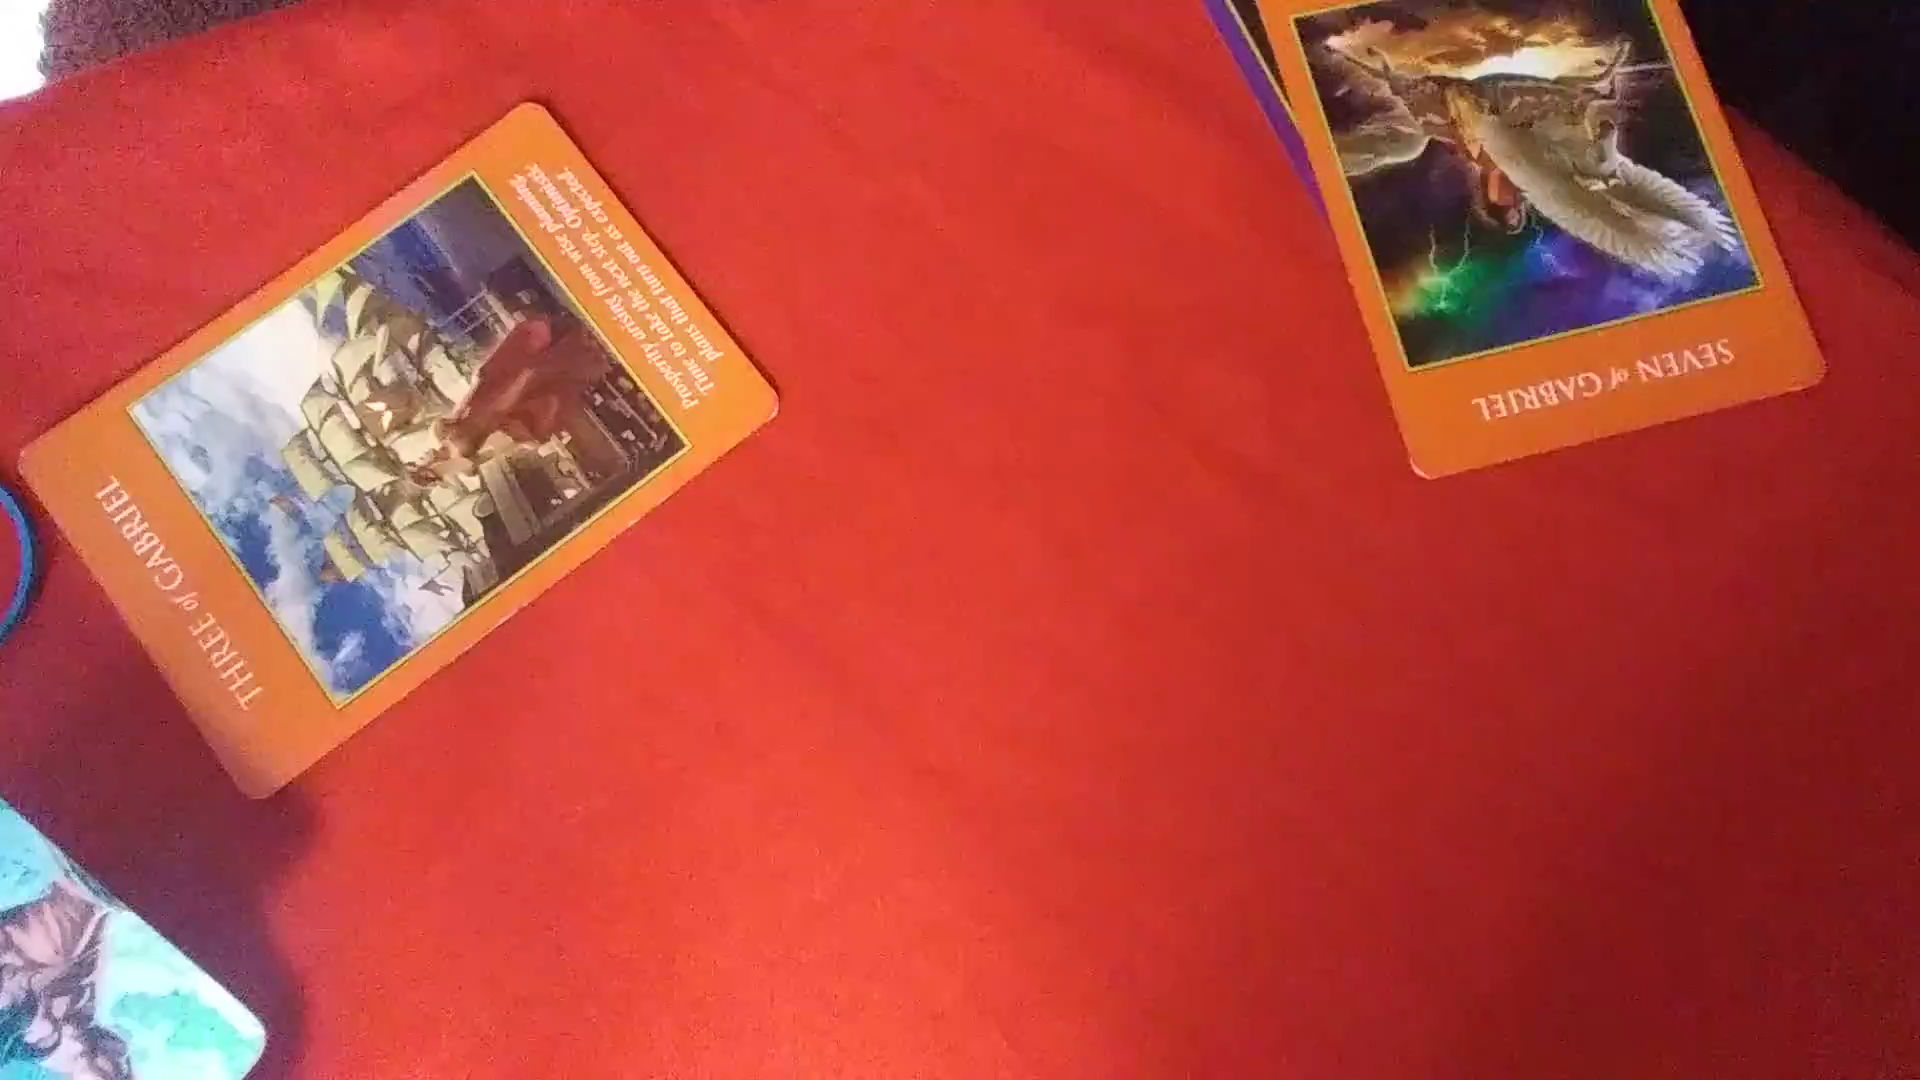 THREE of GABRIEL
Prosperity arising from wise planning.
Time to take the next step. Optimistic
plans that turn out as expected.
SEVEN of GABRIEL